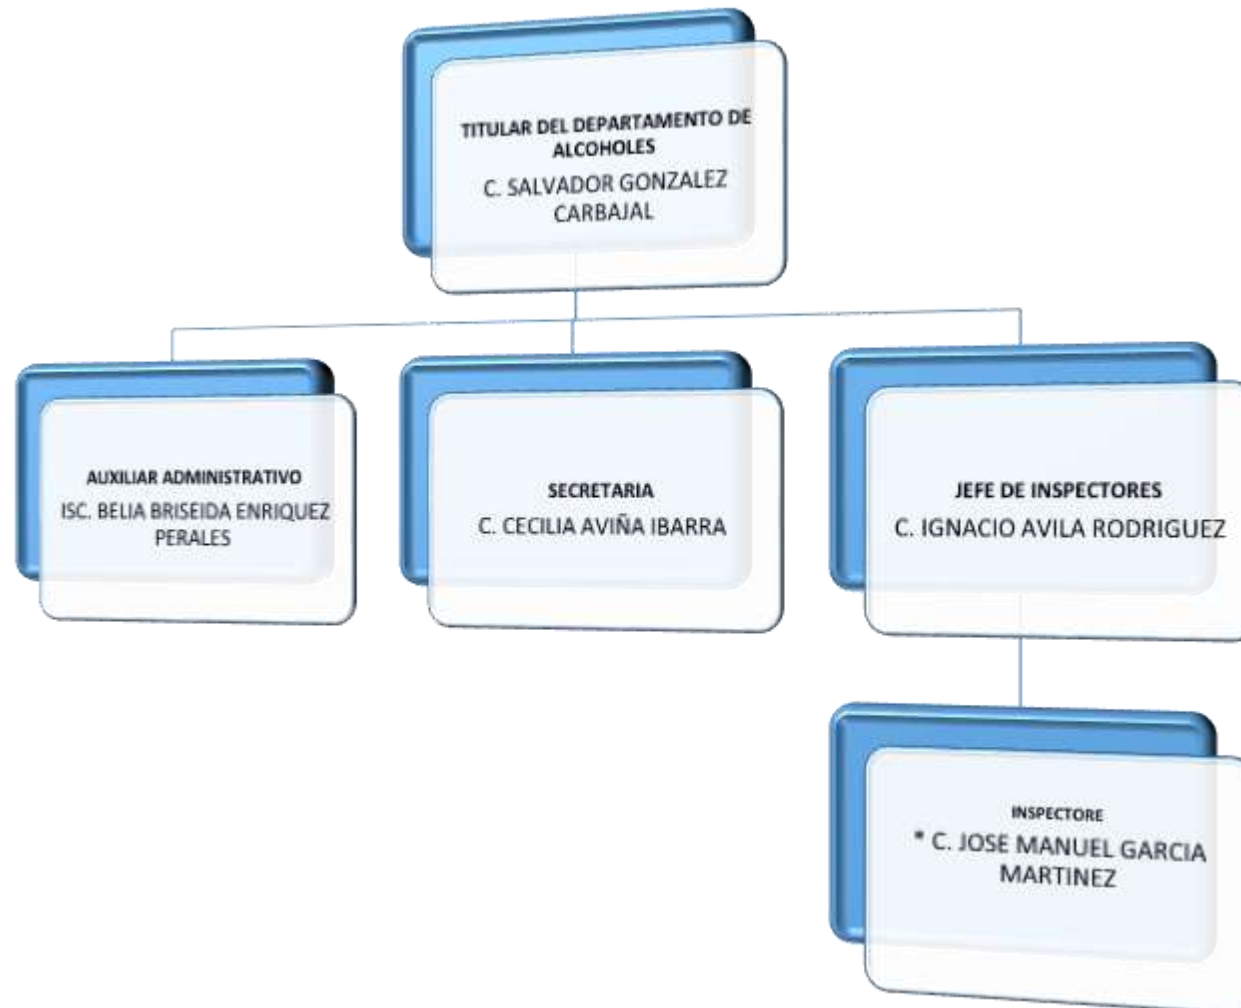 TITULAR DEL DEPARTAMENTO DE
ALCOHOLES
C. SALVADOR GONZALEZ
CARBAJAL
AUXILIAR ADMINISTRATIVO
ISC. BELIA BRISEIDA ENRIQUEZ
PERALES
SECRETARIA
C. CECILIA AVIÑA IBARRA
JEFE DE INSPECTORES
C. IGNACIO AVILA RODRIGUEZ
INSPECTORE
* C. JOSE MANUEL GARCIA
MARTINEZ